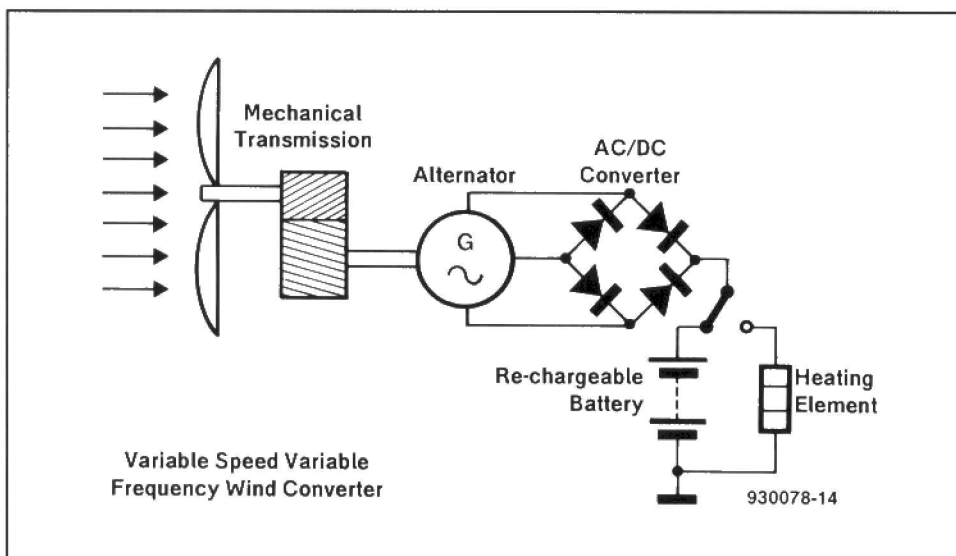 Mechanical
Transmission
Alternator
AC/DC
Converter
G
Re-chargeable
Battery
Heating
Element
Variable Speed Variable
Frequency Wind Converter
930078-14